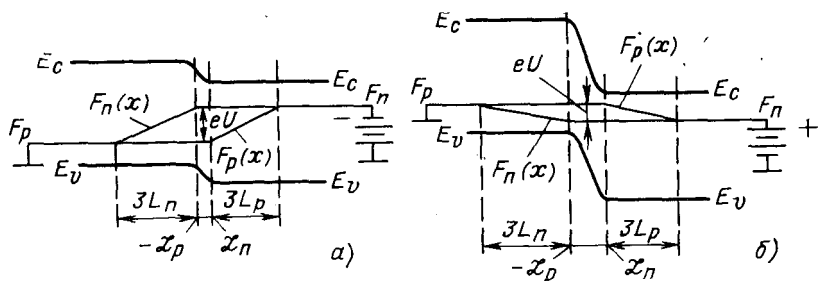 E_c
E_c
F_n(x)
F_p
eU
F_p(x)
F_n
−
E_v
E_v
3L_n
3L_p
-x_p
x_n
а)
E_c
eU
F_p(x)
E_c
F_p
F_n
+
E_v
F_n(x)
E_v
3L_n
3L_p
-x_p
x_n
б)